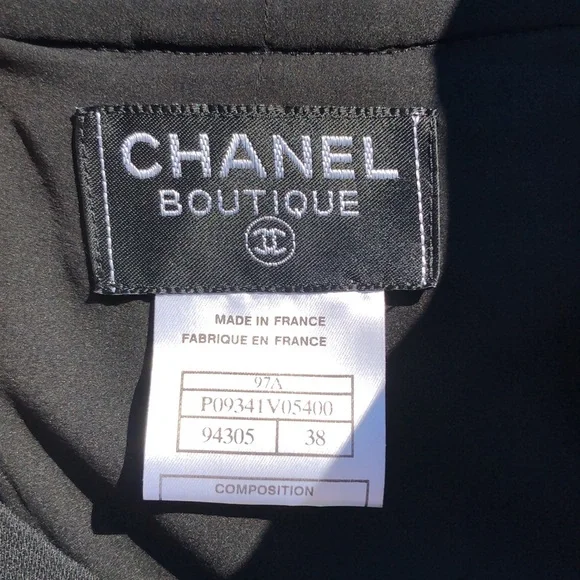 CHANEL
BOUTIQUE
MADE IN FRANCE
FABRIQUE EN FRANCE
97A
P09341V05400
94305 38
COMPOSITION